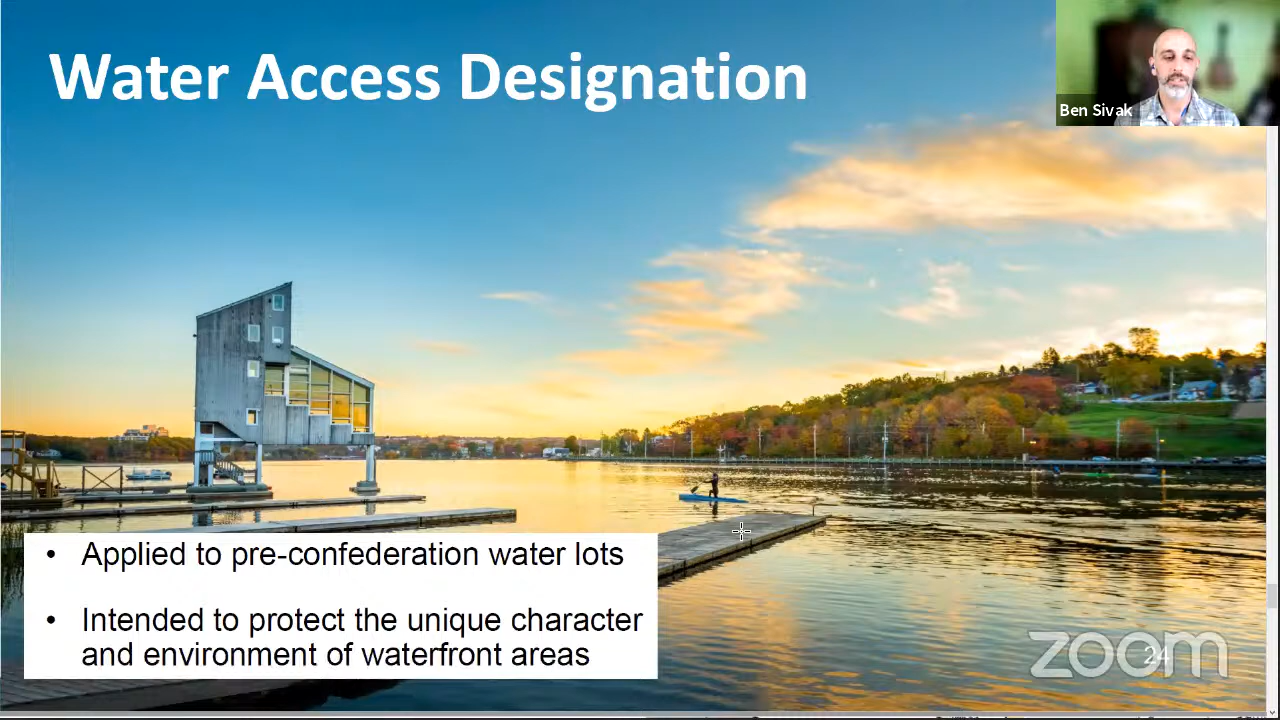 Water Access Designation
Ben Sivak
• Applied to pre-confederation water lots
• Intended to protect the unique character
and environment of waterfront areas
zoom
24